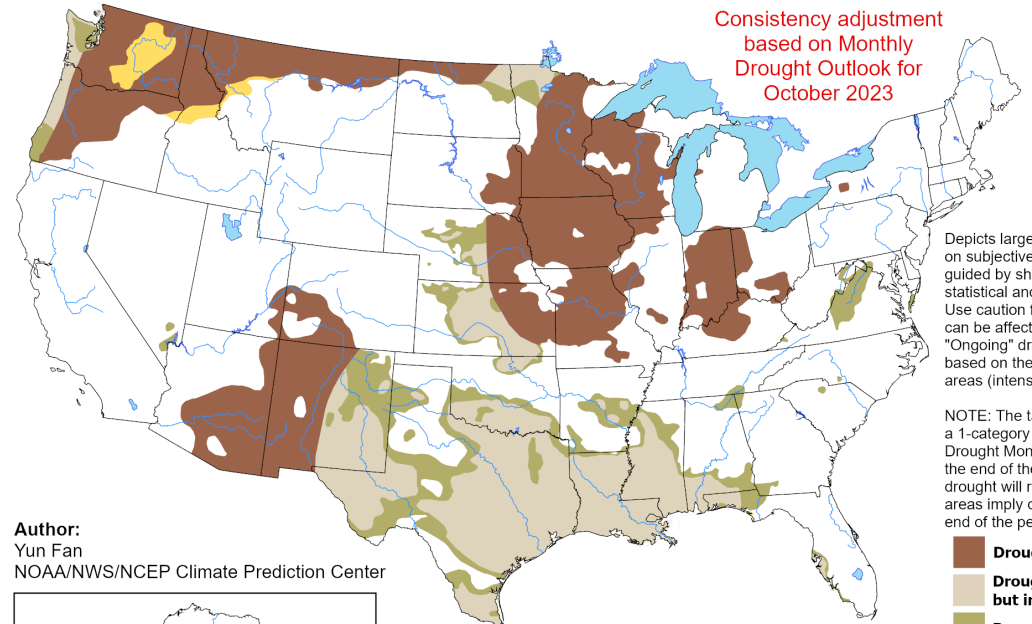 Consistency adjustment
based on Monthly
Drought Outlook for
October 2023
Depicts large
on subjective
guided by sh
statistical and
Use caution f
can be affect
"Ongoing" dr
based on the
areas (intens
NOTE: The t
a 1-category
Drought Mon
the end of the
drought will r
areas imply d
end of the pe
Author:
Yun Fan
NOAA/NWS/NCEP Climate Prediction Center
Droug
Droug
but im